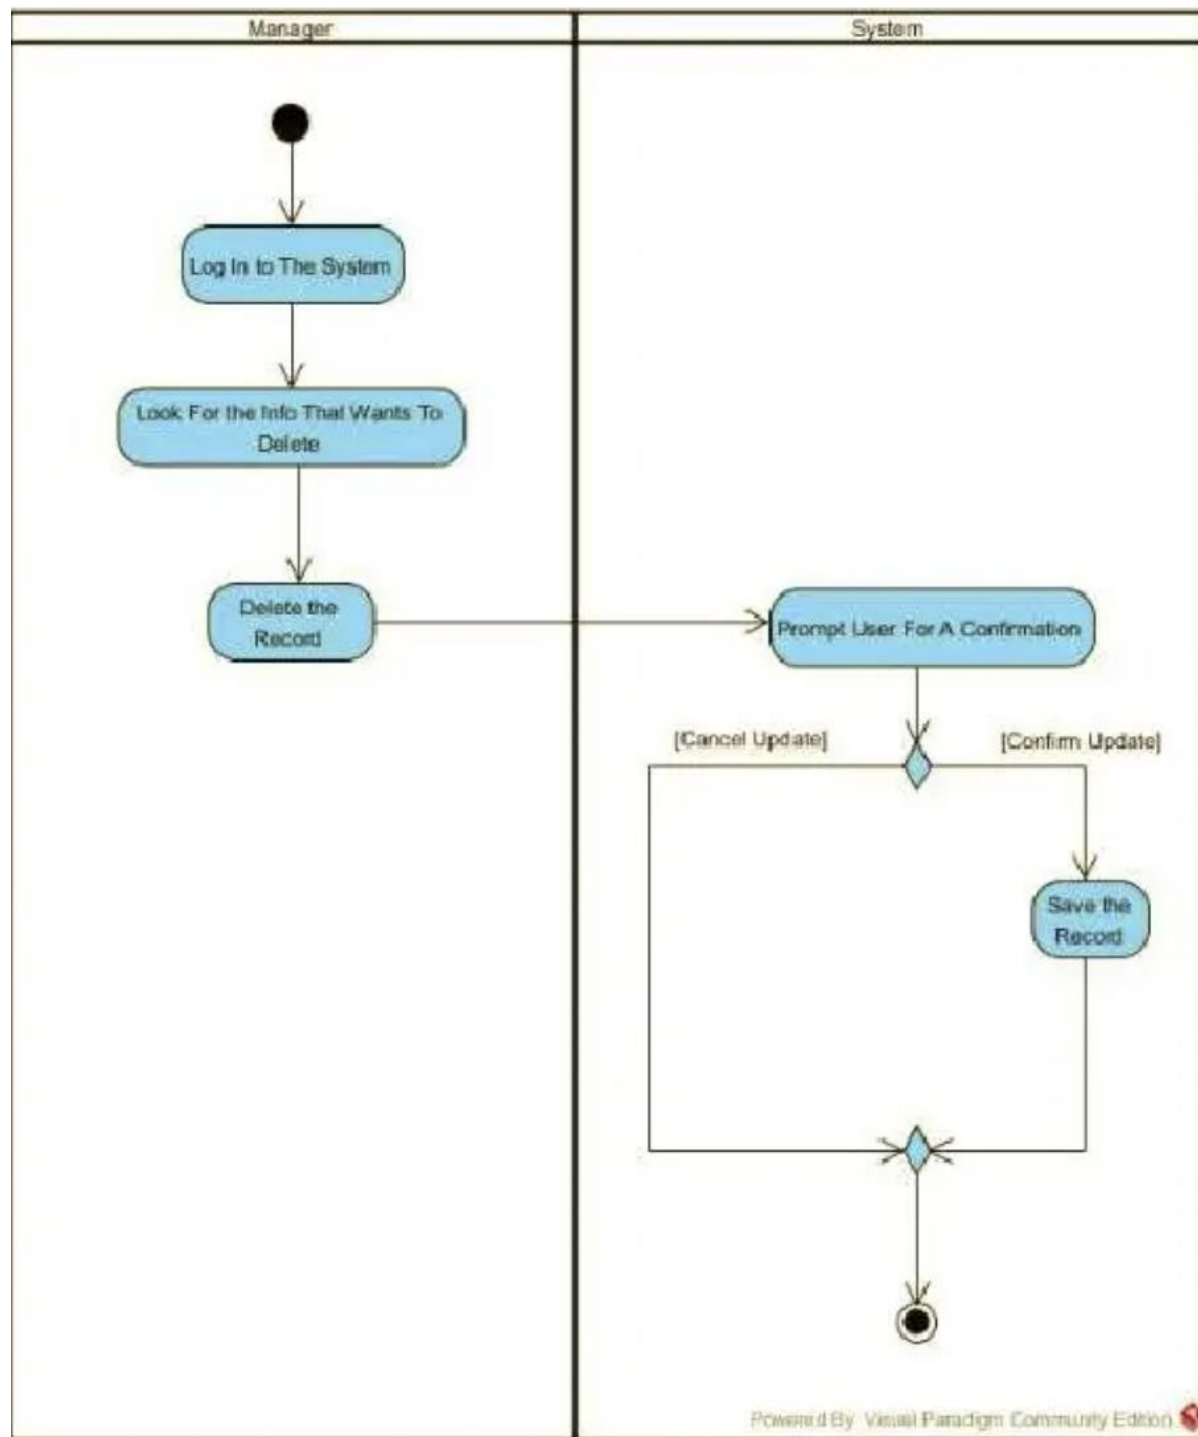 Manager
System
Log In to The System
Look For the Info That Wants To
Delete
Delete the
Record
Prompt User For A Confirmation
[Cancel Update]
[Confirm Update]
Save the
Record
Powered By Visual Paradigm Community Edition